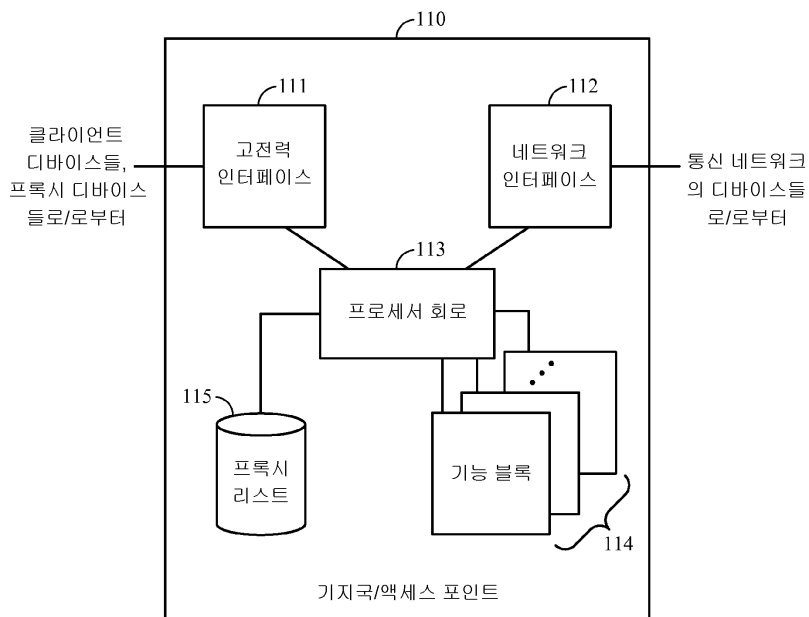 110
111
112
클라이언트
디바이스들,
프록시 디바이스
들로/로부터
고전력
인터페이스
네트워크
인터페이스
통신 네트워크
의 디바이스들
로/로부터
113
프로세서 회로
115
프록시
리스트
기능 블록
114
기지국/액세스 포인트